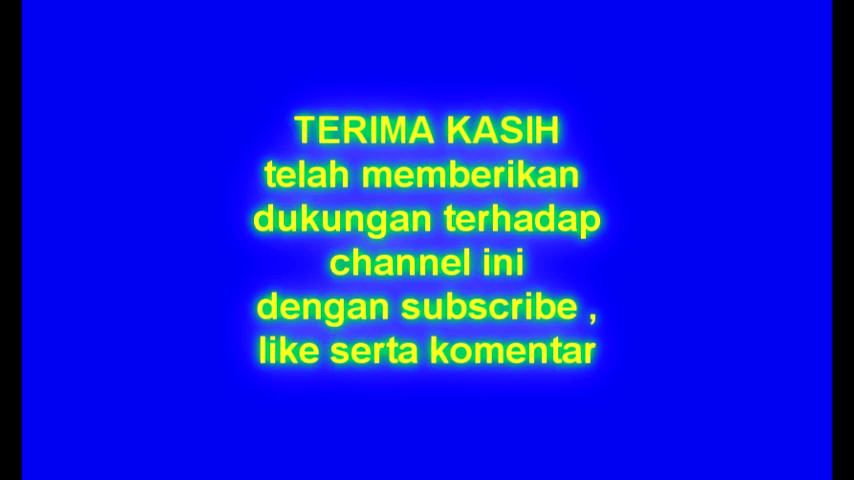 TERIMA KASIH
telah memberikan
dukungan terhadap
channel ini
dengan subscribe ,
like serta komentar